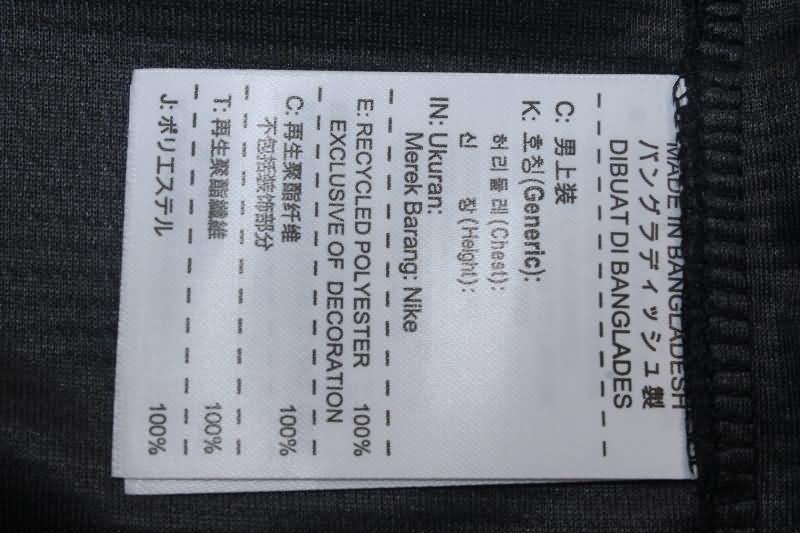 MADE IN BANGLADESH
バングラディッシュ製
DIBUAT DI BANGLADES
C: 男上装
K: 호칭(Generic):
허리둘레(Chest):
신 장(Height):
IN: Ukuran:
Merek Barang: Nike
E: RECYCLED POLYESTER 100%
EXCLUSIVE OF DECORATION
C: 再生聚酯纤维 100%
不包括装饰部分
T: 再生聚酯纖維 100%
J: ポリエステル 100%